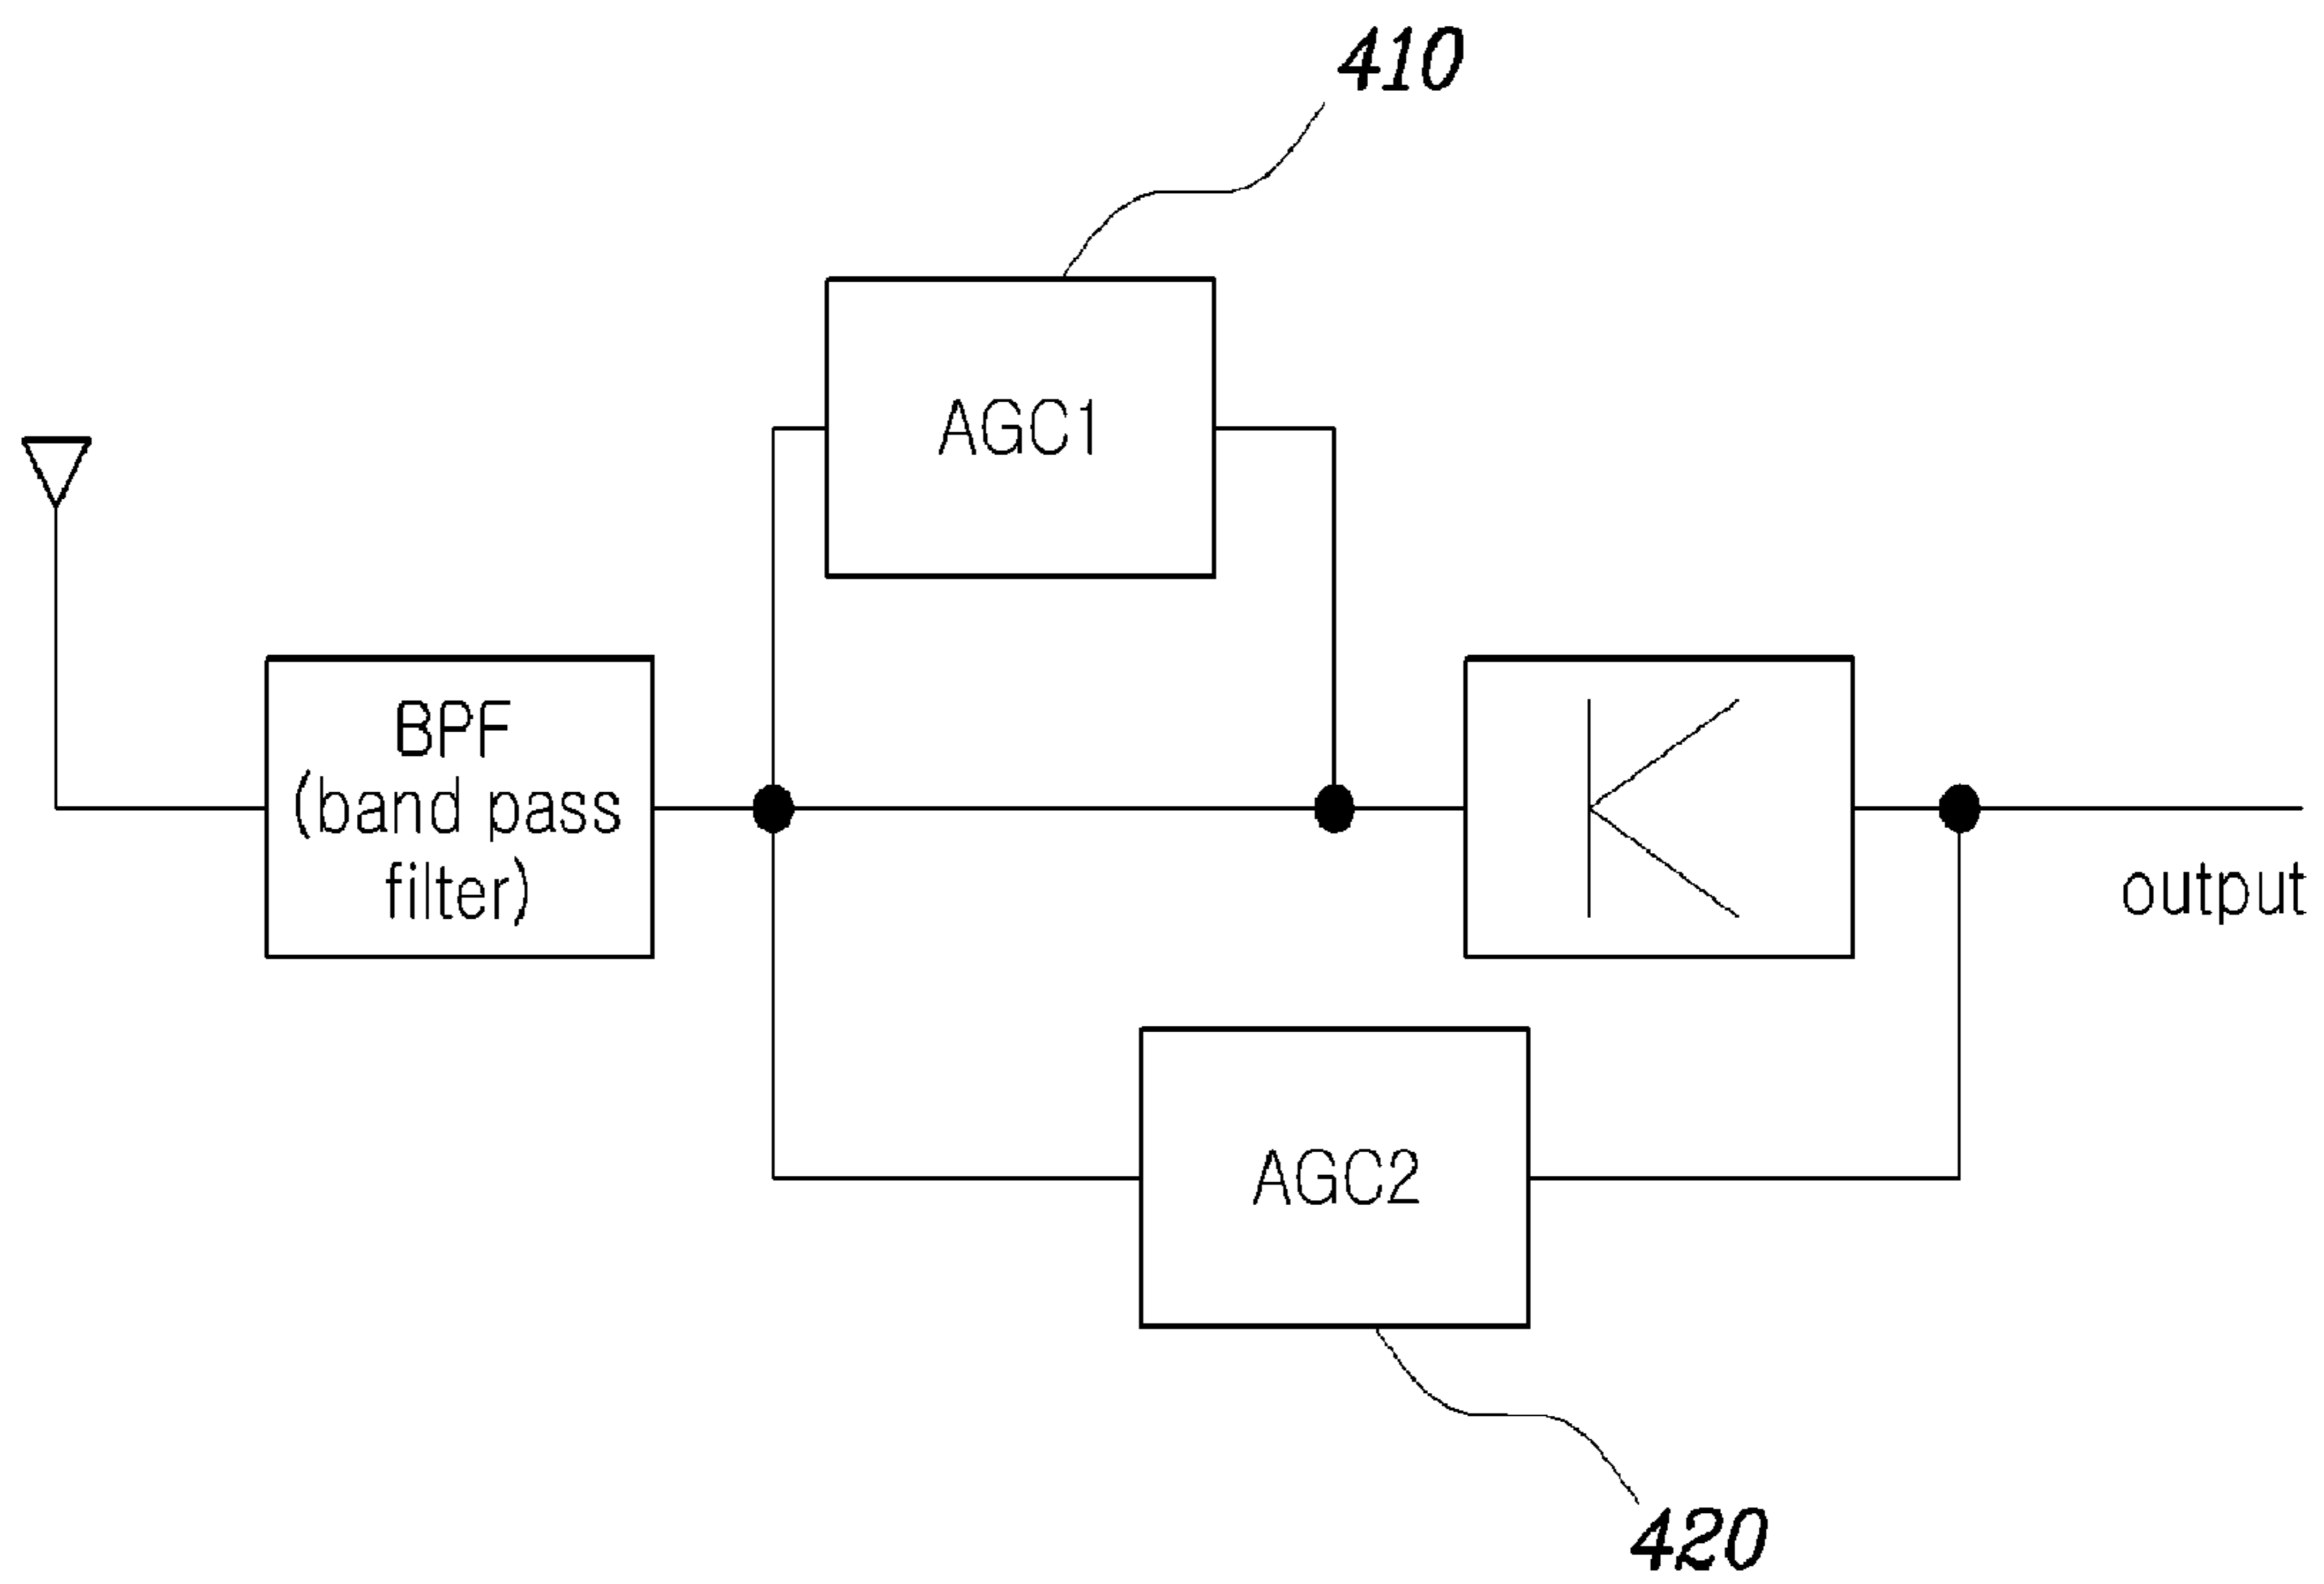 410
AGC1
BPF
(band pass
filter)
output
AGC2
420